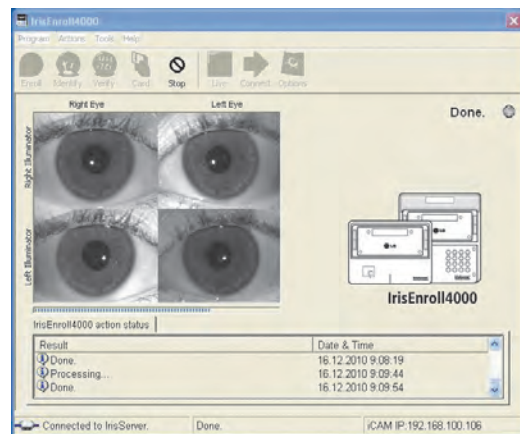 IrisEnroll4000
Program Actions Tools Help
Enroll Identify Verify Card Stop Live Connect Options
Right Eye Left Eye
Done.
Right Illuminator
Left Illuminator
LG
LG
IrisEnroll4000
IrisEnroll4000 action status
Result Date & Time
Done. 16.12.2010 9:08:19
Processing... 16.12.2010 9:09:44
Done. 16.12.2010 9:09:54
Connected to IrisServer. Done. iCAM IP:192.168.100.106